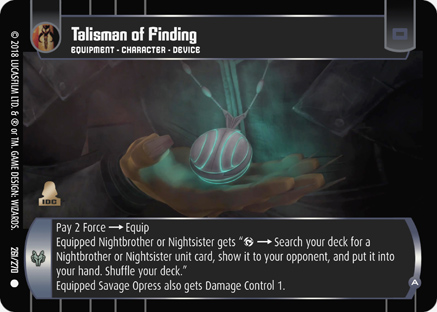 Talisman of Finding
EQUIPMENT - CHARACTER - DEVICE
© 2018 LUCASFILM LTD. & ® or TM. GAME DESIGN: WIZARDS.
261/270
IDC
Pay 2 Force → Equip
Equipped Nightbrother or Nightsister gets “ → Search your deck for a
Nightbrother or Nightsister unit card, show it to your opponent, and put it into
your hand. Shuffle your deck.”
Equipped Savage Opress also gets Damage Control 1.
A